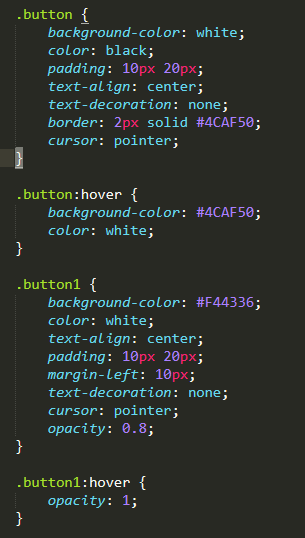 .button {
    background-color: white;
    color: black;
    padding: 10px 20px;
    text-align: center;
    text-decoration: none;
    border: 2px solid #4CAF50;
    cursor: pointer;
}

.button:hover {
    background-color: #4CAF50;
    color: white;
}

.button1 {
    background-color: #F44336;
    color: white;
    text-align: center;
    padding: 10px 20px;
    margin-left: 10px;
    text-decoration: none;
    cursor: pointer;
    opacity: 0.8;
}

.button1:hover {
    opacity: 1;
}